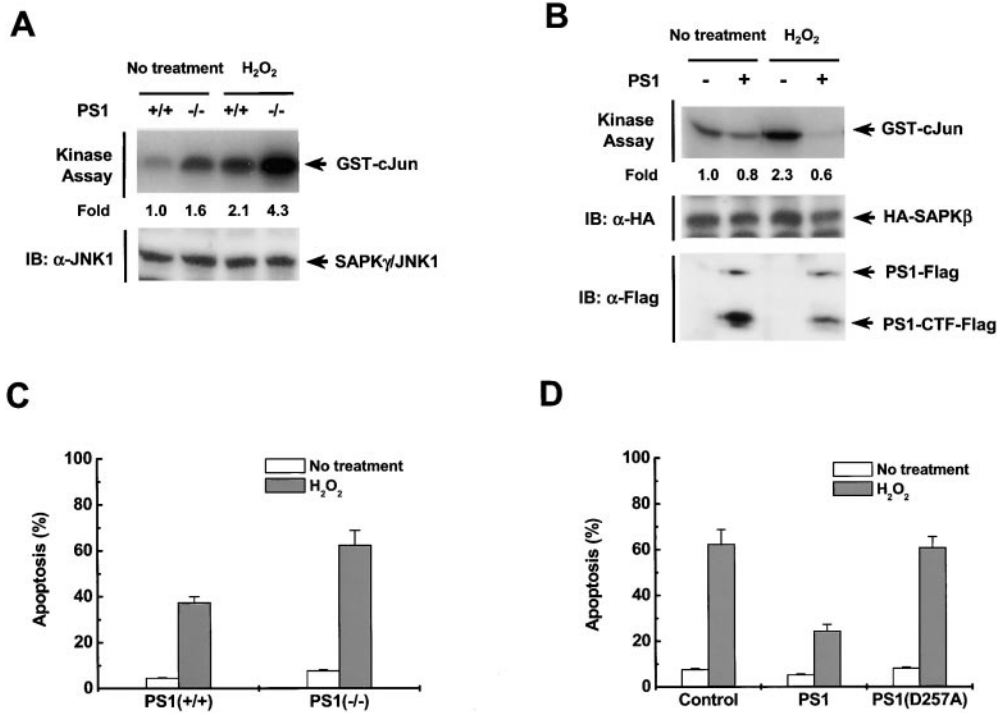 A
No treatment H₂O₂
PS1 +/+ -/- +/+ -/-
Kinase Assay GST-cJun
Fold 1.0 1.6 2.1 4.3
IB: α-JNK1 SAPKγ/JNK1
B
No treatment H₂O₂
PS1 - + - +
Kinase Assay GST-cJun
Fold 1.0 0.8 2.3 0.6
IB: α-HA HA-SAPKβ
PS1-Flag
IB: α-Flag
PS1-CTF-Flag
C
100
80
60
40
20
0
Apoptosis (%)
No treatment
H₂O₂
PS1(+/+) PS1(-/-)
D
100
80
60
40
20
0
Apoptosis (%)
No treatment
H₂O₂
Control PS1 PS1(D257A)